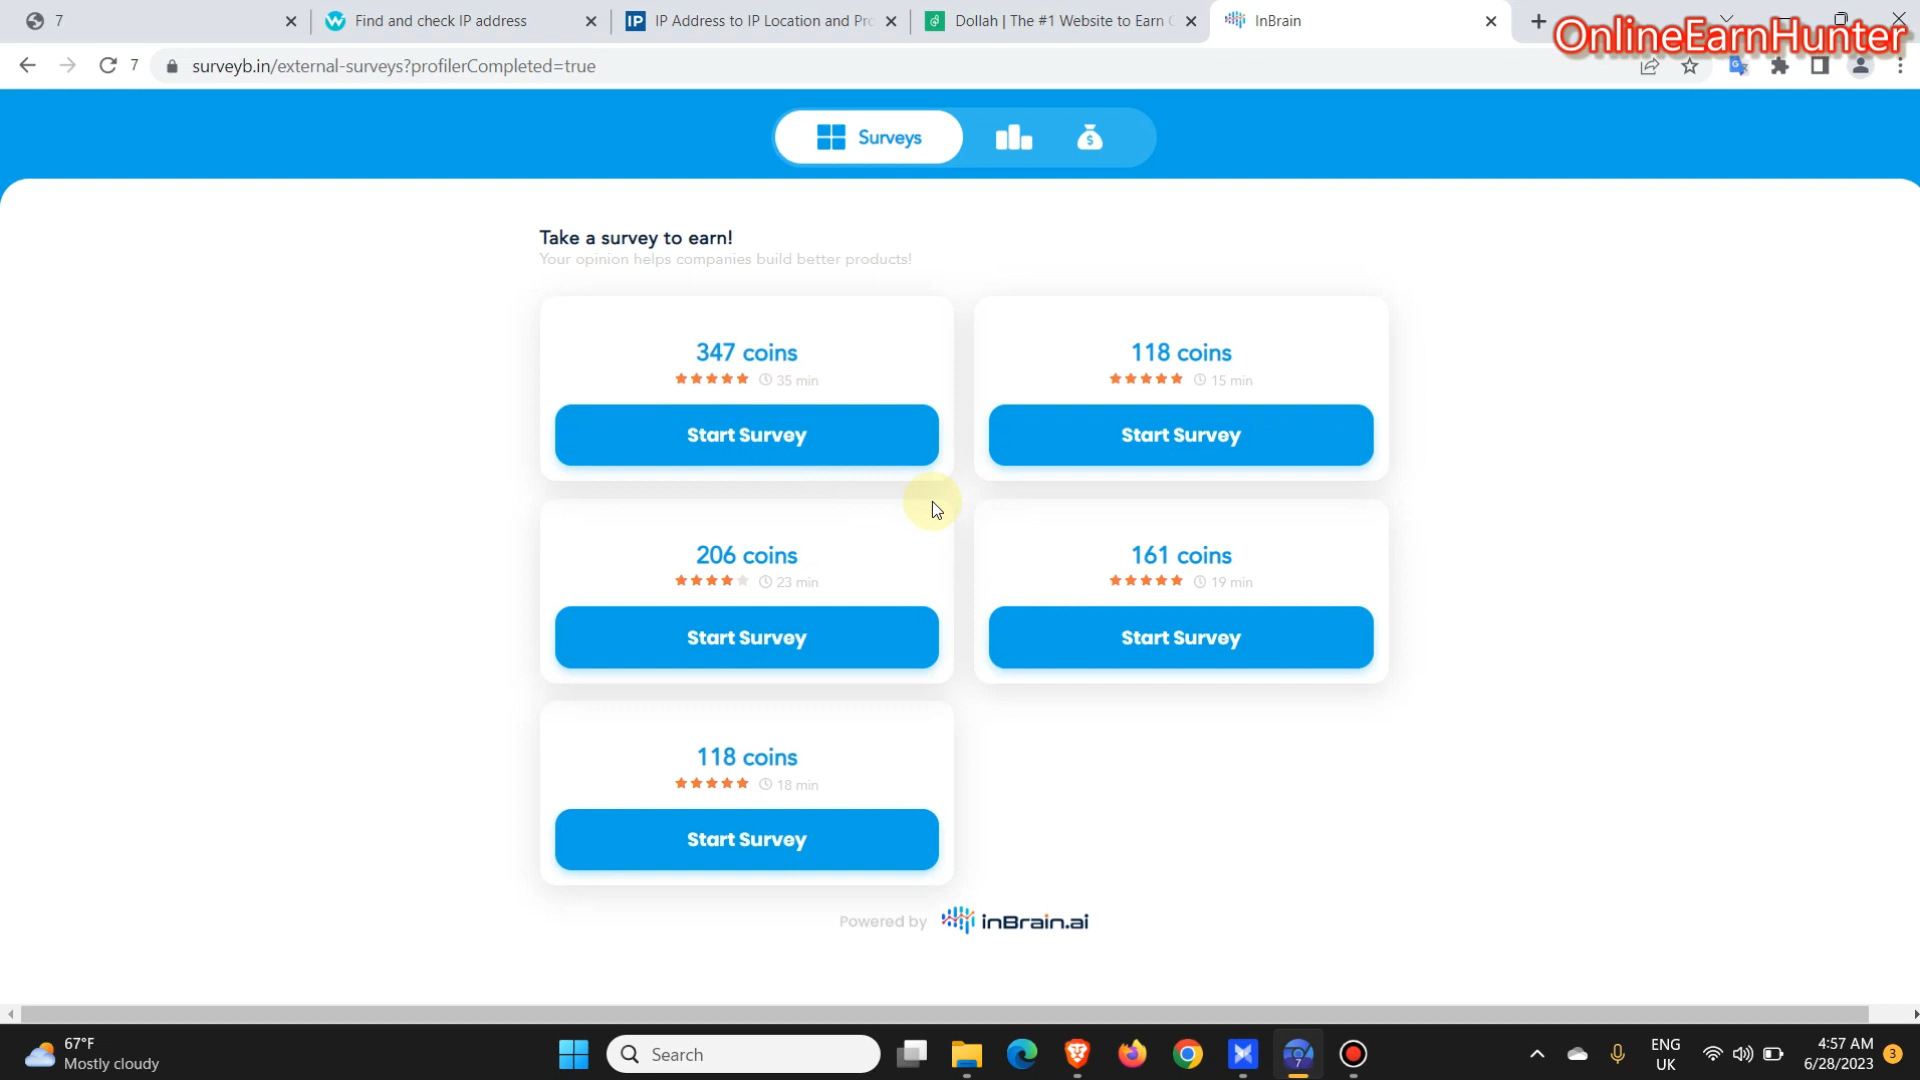 7
Find and check IP address
IP
IP Address to IP Location and Pro
Dollah | The #1 Website to Earn
InBrain
OnlineEarnHunter
7
surveyb.in/external-surveys?profilerCompleted=true
Surveys
Take a survey to earn!
Your opinion helps companies build better products!
347 coins
35 min
Start Survey
118 coins
15 min
Start Survey
206 coins
23 min
Start Survey
161 coins
19 min
Start Survey
118 coins
18 min
Start Survey
Powered by inBrain.ai
67°F
Mostly cloudy
Search
7
ENG
UK
4:57 AM
6/28/2023
3